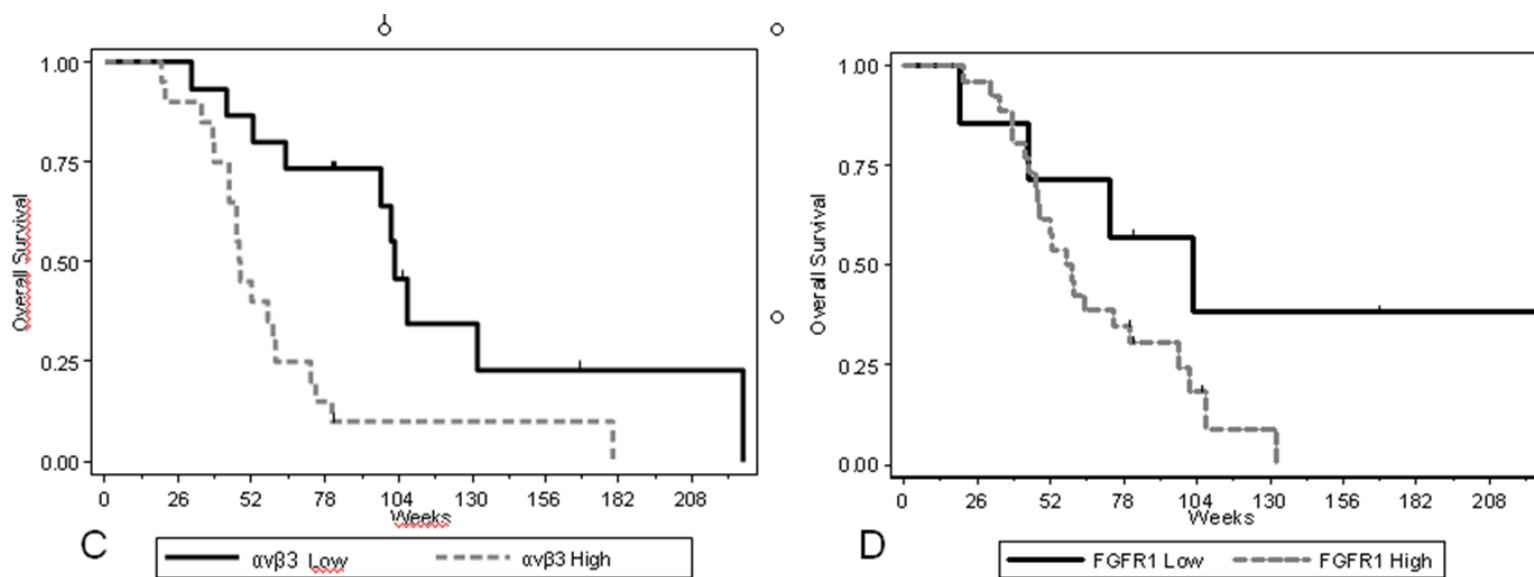 1.00
0.75
0.50
0.25
0.00
Overall Survival
0 26 52 78 104 130 156 182 208
Weeks
C
αvβ3 Low αvβ3 High
1.00
0.75
0.50
0.25
0.00
Overall Survival
0 26 52 78 104 130 156 182 208
Weeks
D
FGFR1 Low FGFR1 High